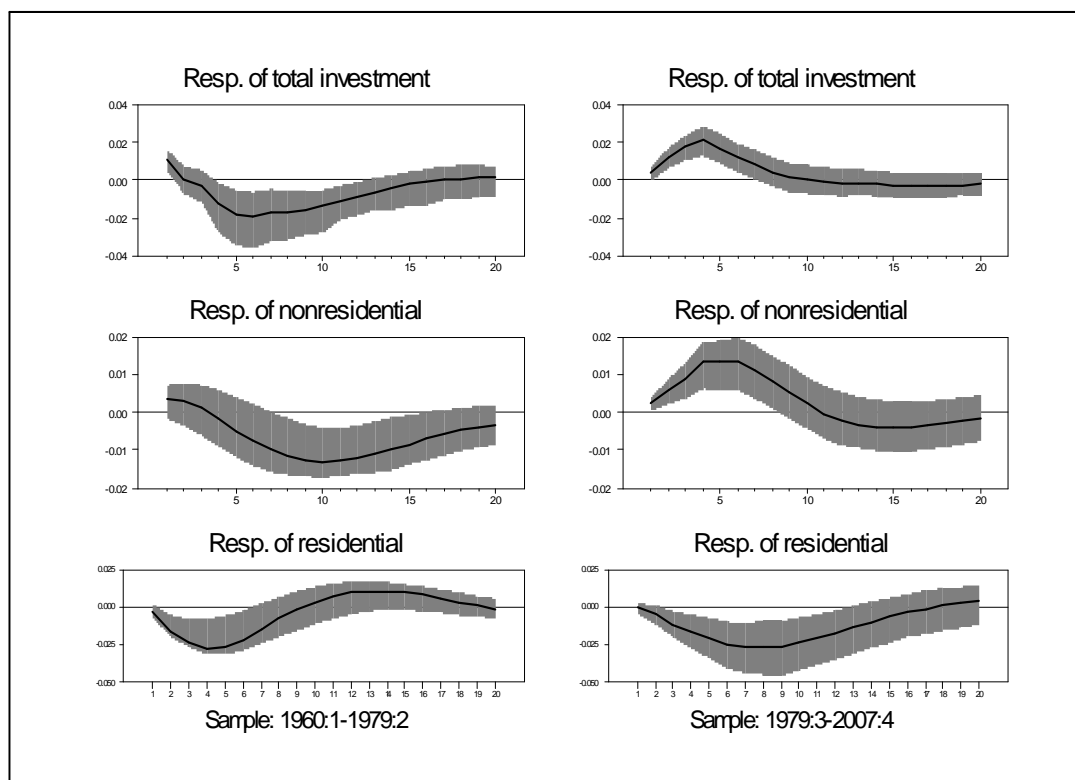 Resp. of total investment
0.04
0.02
0.00
-0.02
-0.04
5 10 15 20
Resp. of total investment
0.04
0.02
0.00
-0.02
-0.04
5 10 15 20
Resp. of nonresidential
0.02
0.01
0.00
-0.01
-0.02
5 10 15 20
Resp. of nonresidential
0.02
0.01
0.00
-0.01
-0.02
5 10 15 20
Resp. of residential
0.025
0.000
-0.025
-0.050
1 2 3 4 5 6 7 8 9 10 11 12 13 14 15 16 17 18 19 20
Sample: 1960:1-1979:2
Resp. of residential
0.025
0.000
-0.025
-0.050
1 2 3 4 5 6 7 8 9 10 11 12 13 14 15 16 17 18 19 20
Sample: 1979:3-2007:4